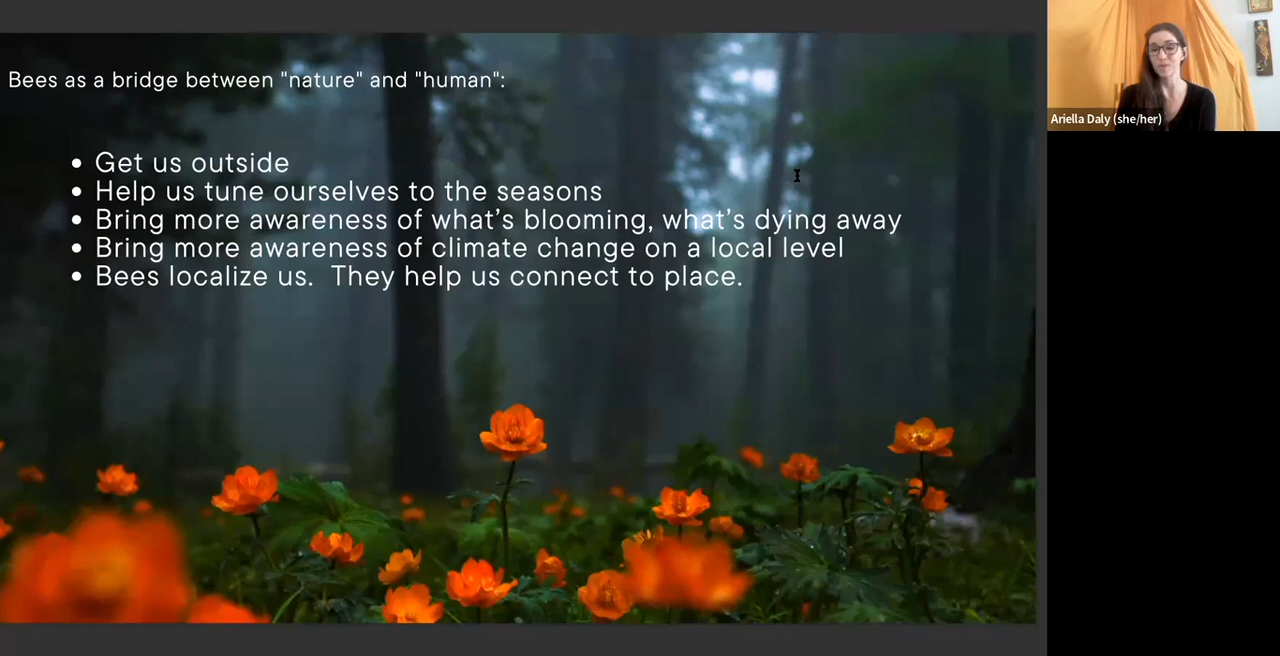 Bees as a bridge between "nature" and "human":
• Get us outside
• Help us tune ourselves to the seasons
• Bring more awareness of what’s blooming, what’s dying away
• Bring more awareness of climate change on a local level
• Bees localize us.  They help us connect to place.
Ariella Daly (she/her)